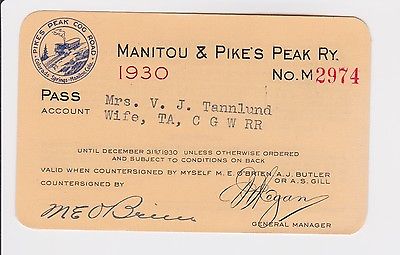 PIKES PEAK COG ROAD
MANITOU & PIKE'S PEAK RY.
1930 No. M2974
PASS Mrs. V. J. Tannlund
ACCOUNT Wife, TA, C G W RR
UNTIL DECEMBER 31ST 1930 UNLESS OTHERWISE ORDERED
AND SUBJECT TO CONDITIONS ON BACK
VALID WHEN COUNTERSIGNED BY MYSELF M. E. O'BRIEN, A.J. BUTLER
OR A.S. GILL
COUNTERSIGNED BY
M E O'Brien
GENERAL MANAGER